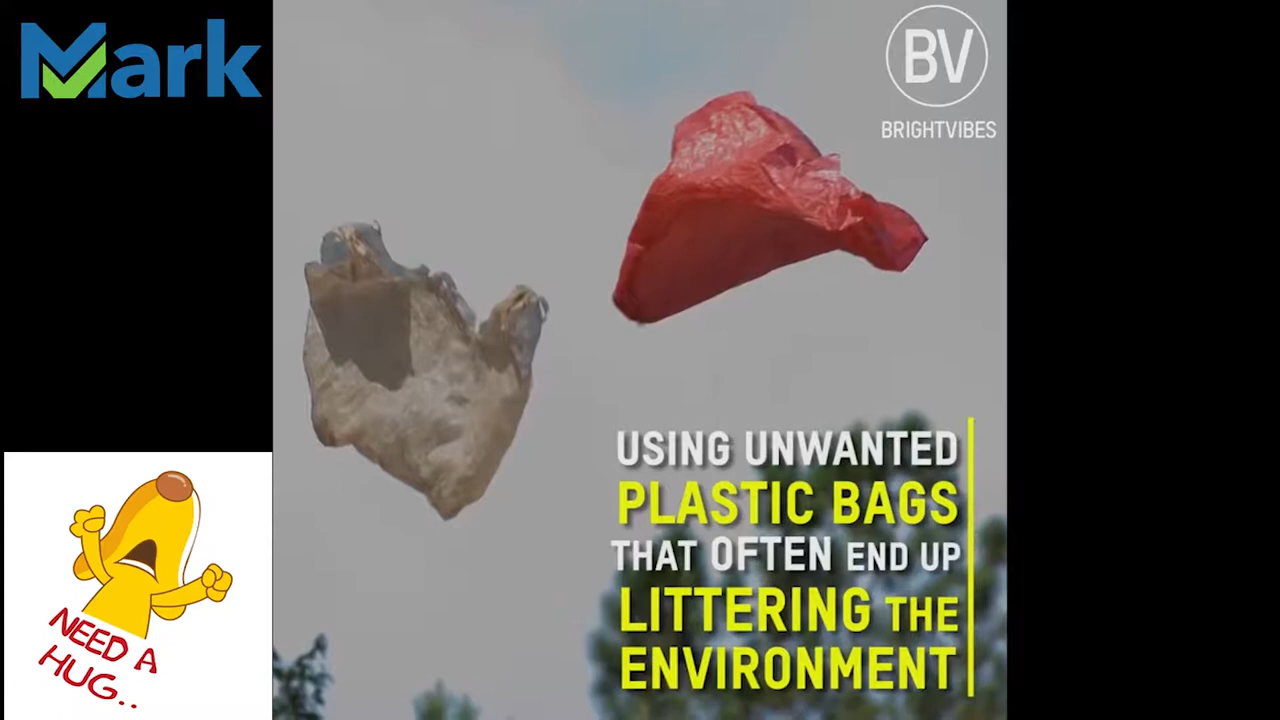 Mark
BV
BRIGHTVIBES
USING UNWANTED
PLASTIC BAGS
THAT OFTEN END UP
LITTERING THE
ENVIRONMENT
NEED A
HUG..